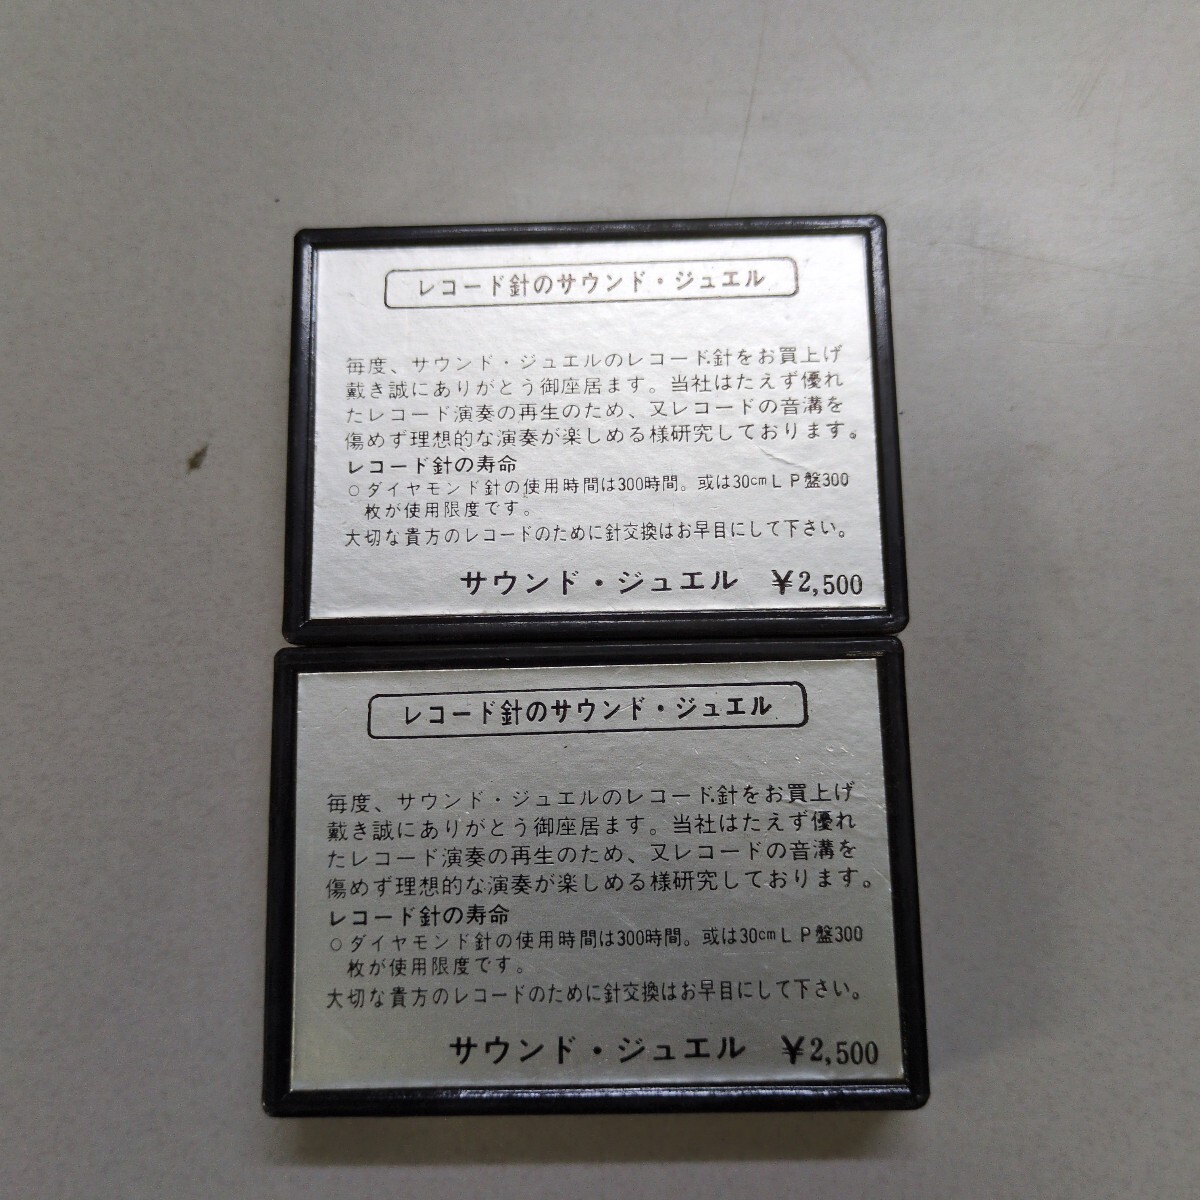 レコード針のサウンド・ジュエル
毎度、サウンド・ジュエルのレコード針をお買上げ
戴き誠にありがとう御座居ます。当社はたえず優れ
たレコード演奏の再生のため、又レコードの音溝を
傷めず理想的な演奏が楽しめる様研究しております。
レコード針の寿命
○ダイヤモンド針の使用時間は300時間。或は30cmＬＰ盤300
枚が使用限度です。
大切な貴方のレコードのために針交換はお早目にして下さい。
サウンド・ジュエル ￥2,500
レコード針のサウンド・ジュエル
毎度、サウンド・ジュエルのレコード針をお買上げ
戴き誠にありがとう御座居ます。当社はたえず優れ
たレコード演奏の再生のため、又レコードの音溝を
傷めず理想的な演奏が楽しめる様研究しております。
レコード針の寿命
○ダイヤモンド針の使用時間は300時間。或は30cmＬＰ盤300
枚が使用限度です。
大切な貴方のレコードのために針交換はお早目にして下さい。
サウンド・ジュエル ￥2,500